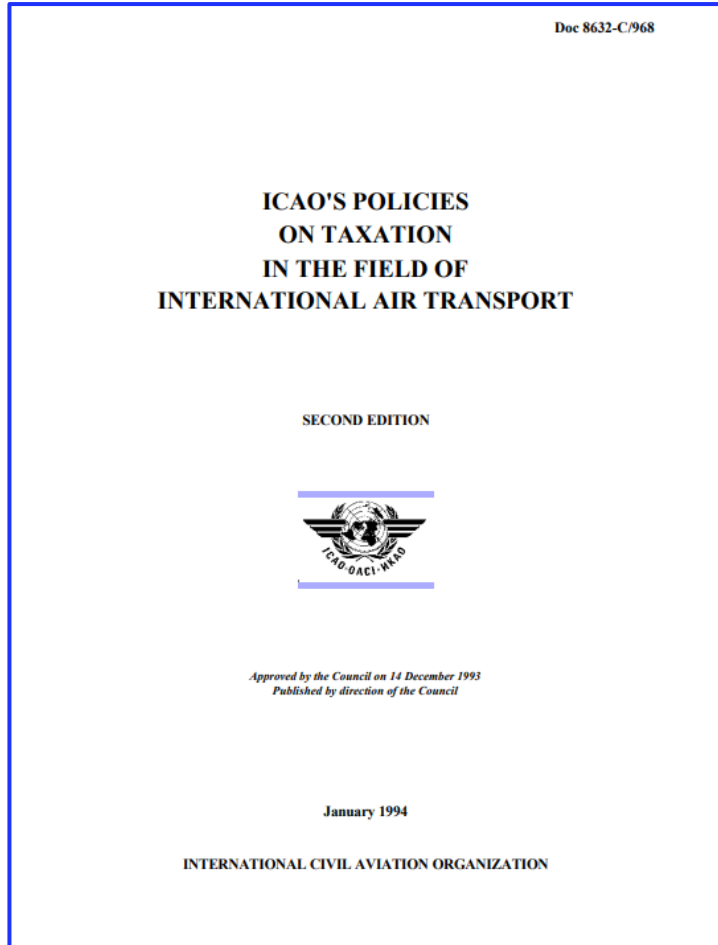 Doc 8632-C/968
ICAO'S POLICIES
ON TAXATION
IN THE FIELD OF
INTERNATIONAL AIR TRANSPORT
SECOND EDITION
ICAO·OACI·ИКАО
Approved by the Council on 14 December 1993
Published by direction of the Council
January 1994
INTERNATIONAL CIVIL AVIATION ORGANIZATION